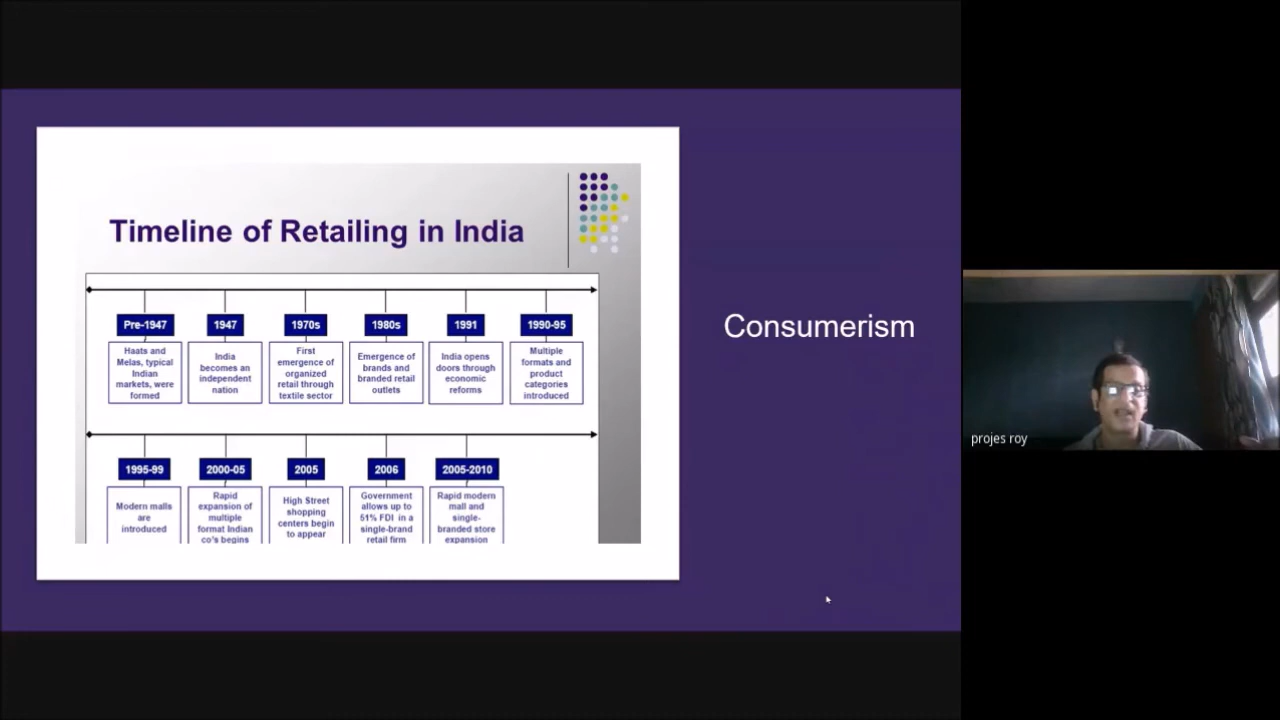 Timeline of Retailing in India
Pre-1947
1947
1970s
1980s
1991
1990-95
Haats and
Melas, typical
Indian
markets, were
formed
India
becomes an
independent
nation
First
emergence of
organized
retail through
textile sector
Emergence of
brands and
branded retail
outlets
India opens
doors through
economic
reforms
Multiple
formats and
product
categories
introduced
1995-99
2000-05
2005
2006
2005-2010
Modern malls
are
introduced
Rapid
expansion of
multiple
format Indian
co's begins
High Street
shopping
centers begin
to appear
Government
allows up to
51% FDI in a
single-brand
retail firm
Rapid modern
mall and
single-
branded store
expansion
Consumerism
projes roy